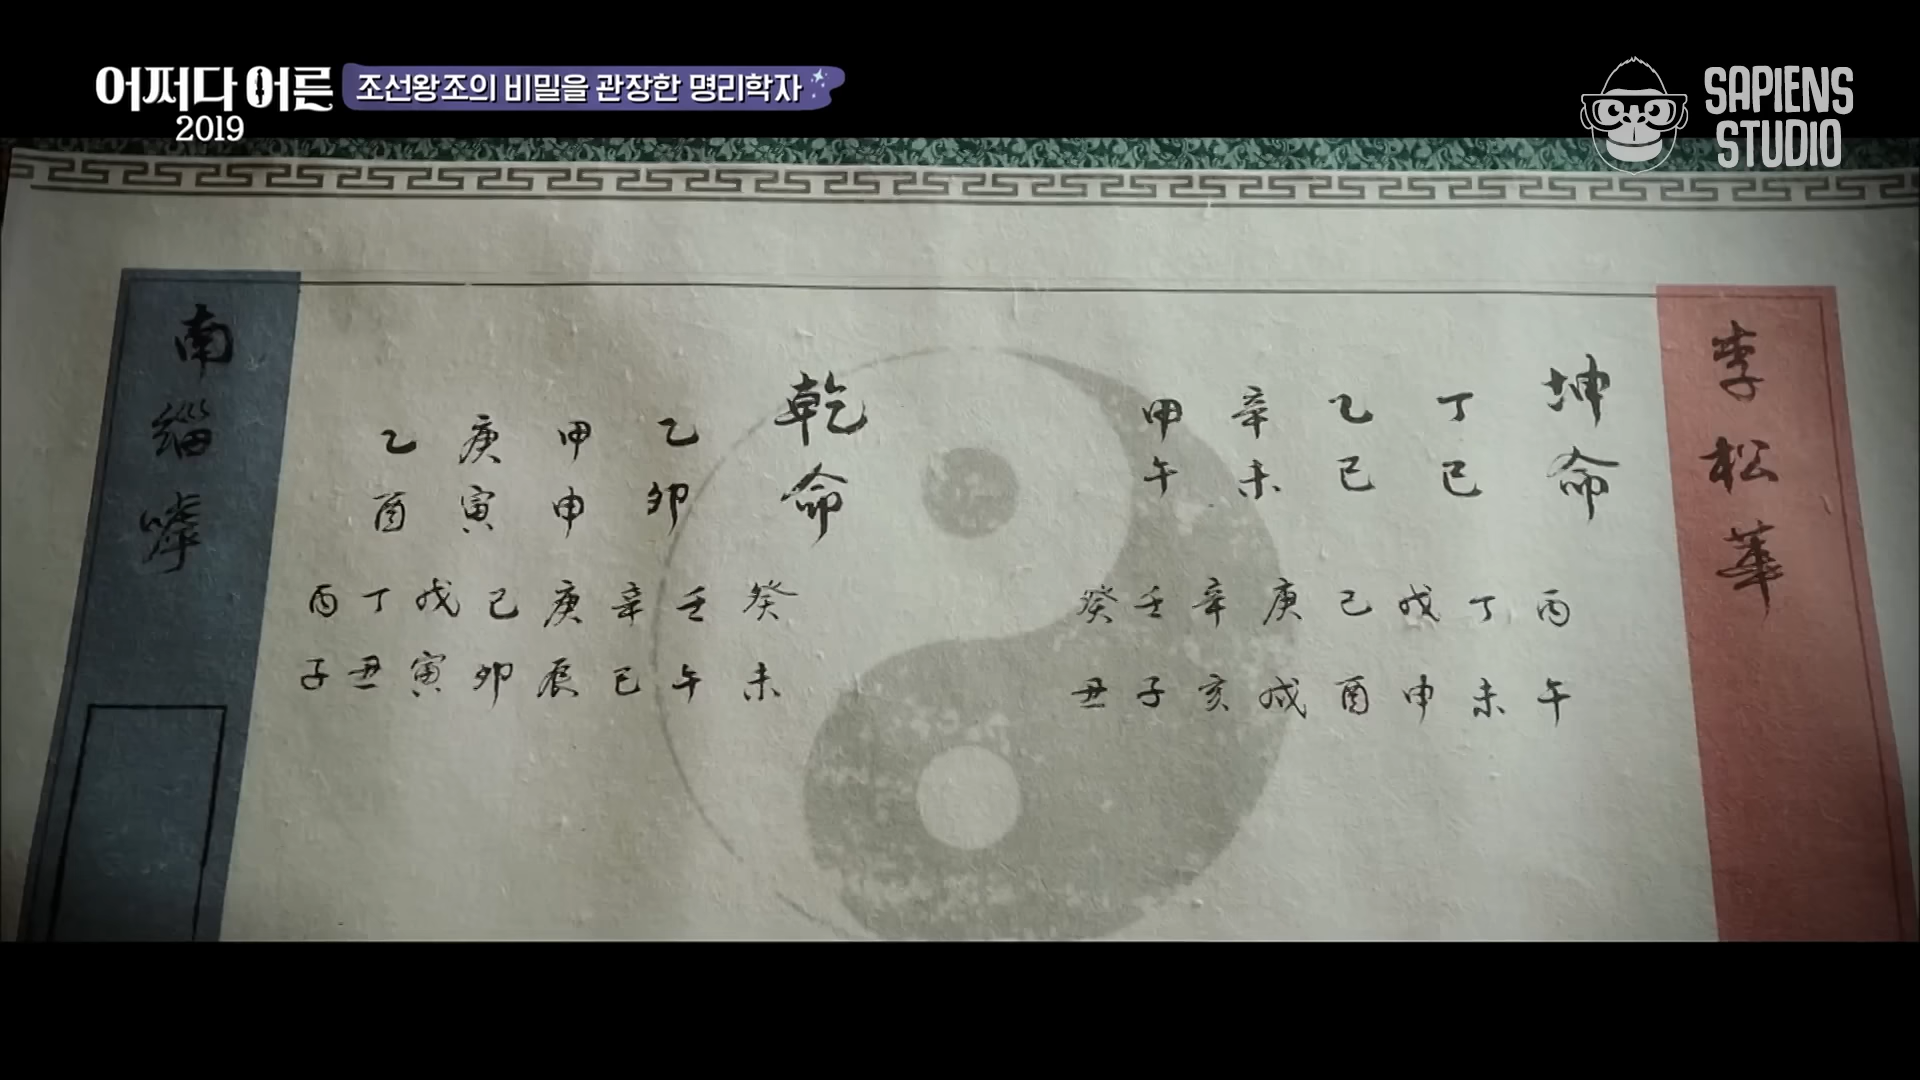 어쩌다 어른
2019
조선왕조의 비밀을 관장한 명리학자
SAPIENS
STUDIO
李松華
坤命
丁巳
乙巳
辛未
甲午
丙午
丁未
戊申
己酉
庚戌
辛亥
壬子
癸丑
乾命
乙卯
甲申
庚寅
乙酉
癸未
壬午
辛巳
庚辰
己卯
戊寅
丁丑
丙子
南緇